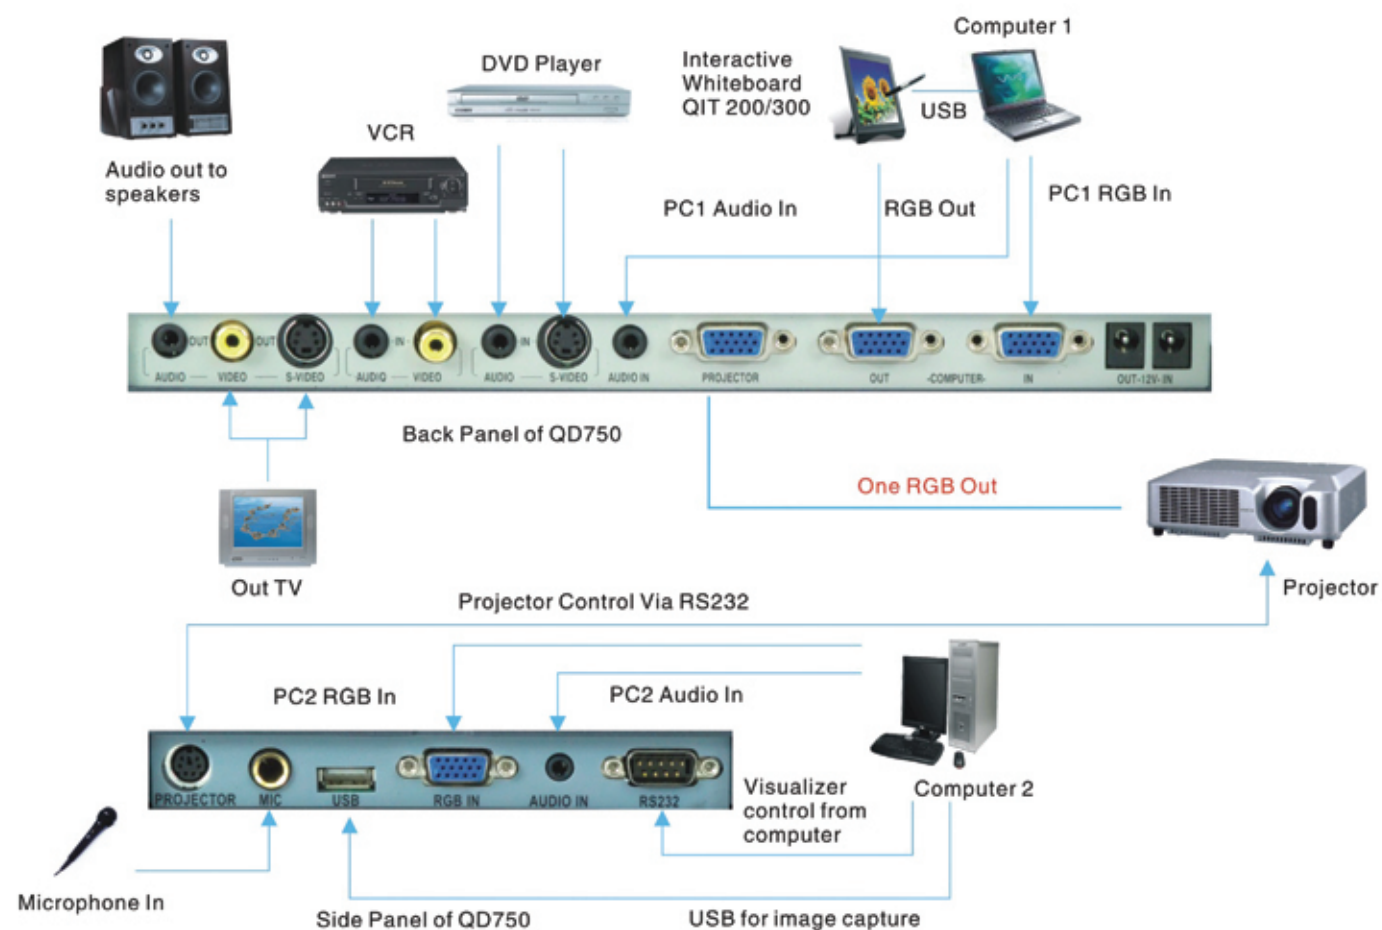 Computer 1
DVD Player
Interactive
Whiteboard
QIT 200/300
USB
VCR
Audio out to
speakers
PC1 Audio In
RGB Out
PC1 RGB In
OUT OUT IN IN
AUDIO VIDEO S-VIDEO AUDIO VIDEO AUDIO S-VIDEO AUDIO IN PROJECTOR OUT -COMPUTER- IN OUT-12V-IN
Back Panel of QD750
One RGB Out
Out TV
Projector
Projector Control Via RS232
PC2 RGB In
PC2 Audio In
PROJECTOR MIC USB RGB IN AUDIO IN RS232
Visualizer
control from
computer
Computer 2
Microphone In
Side Panel of QD750
USB for image capture